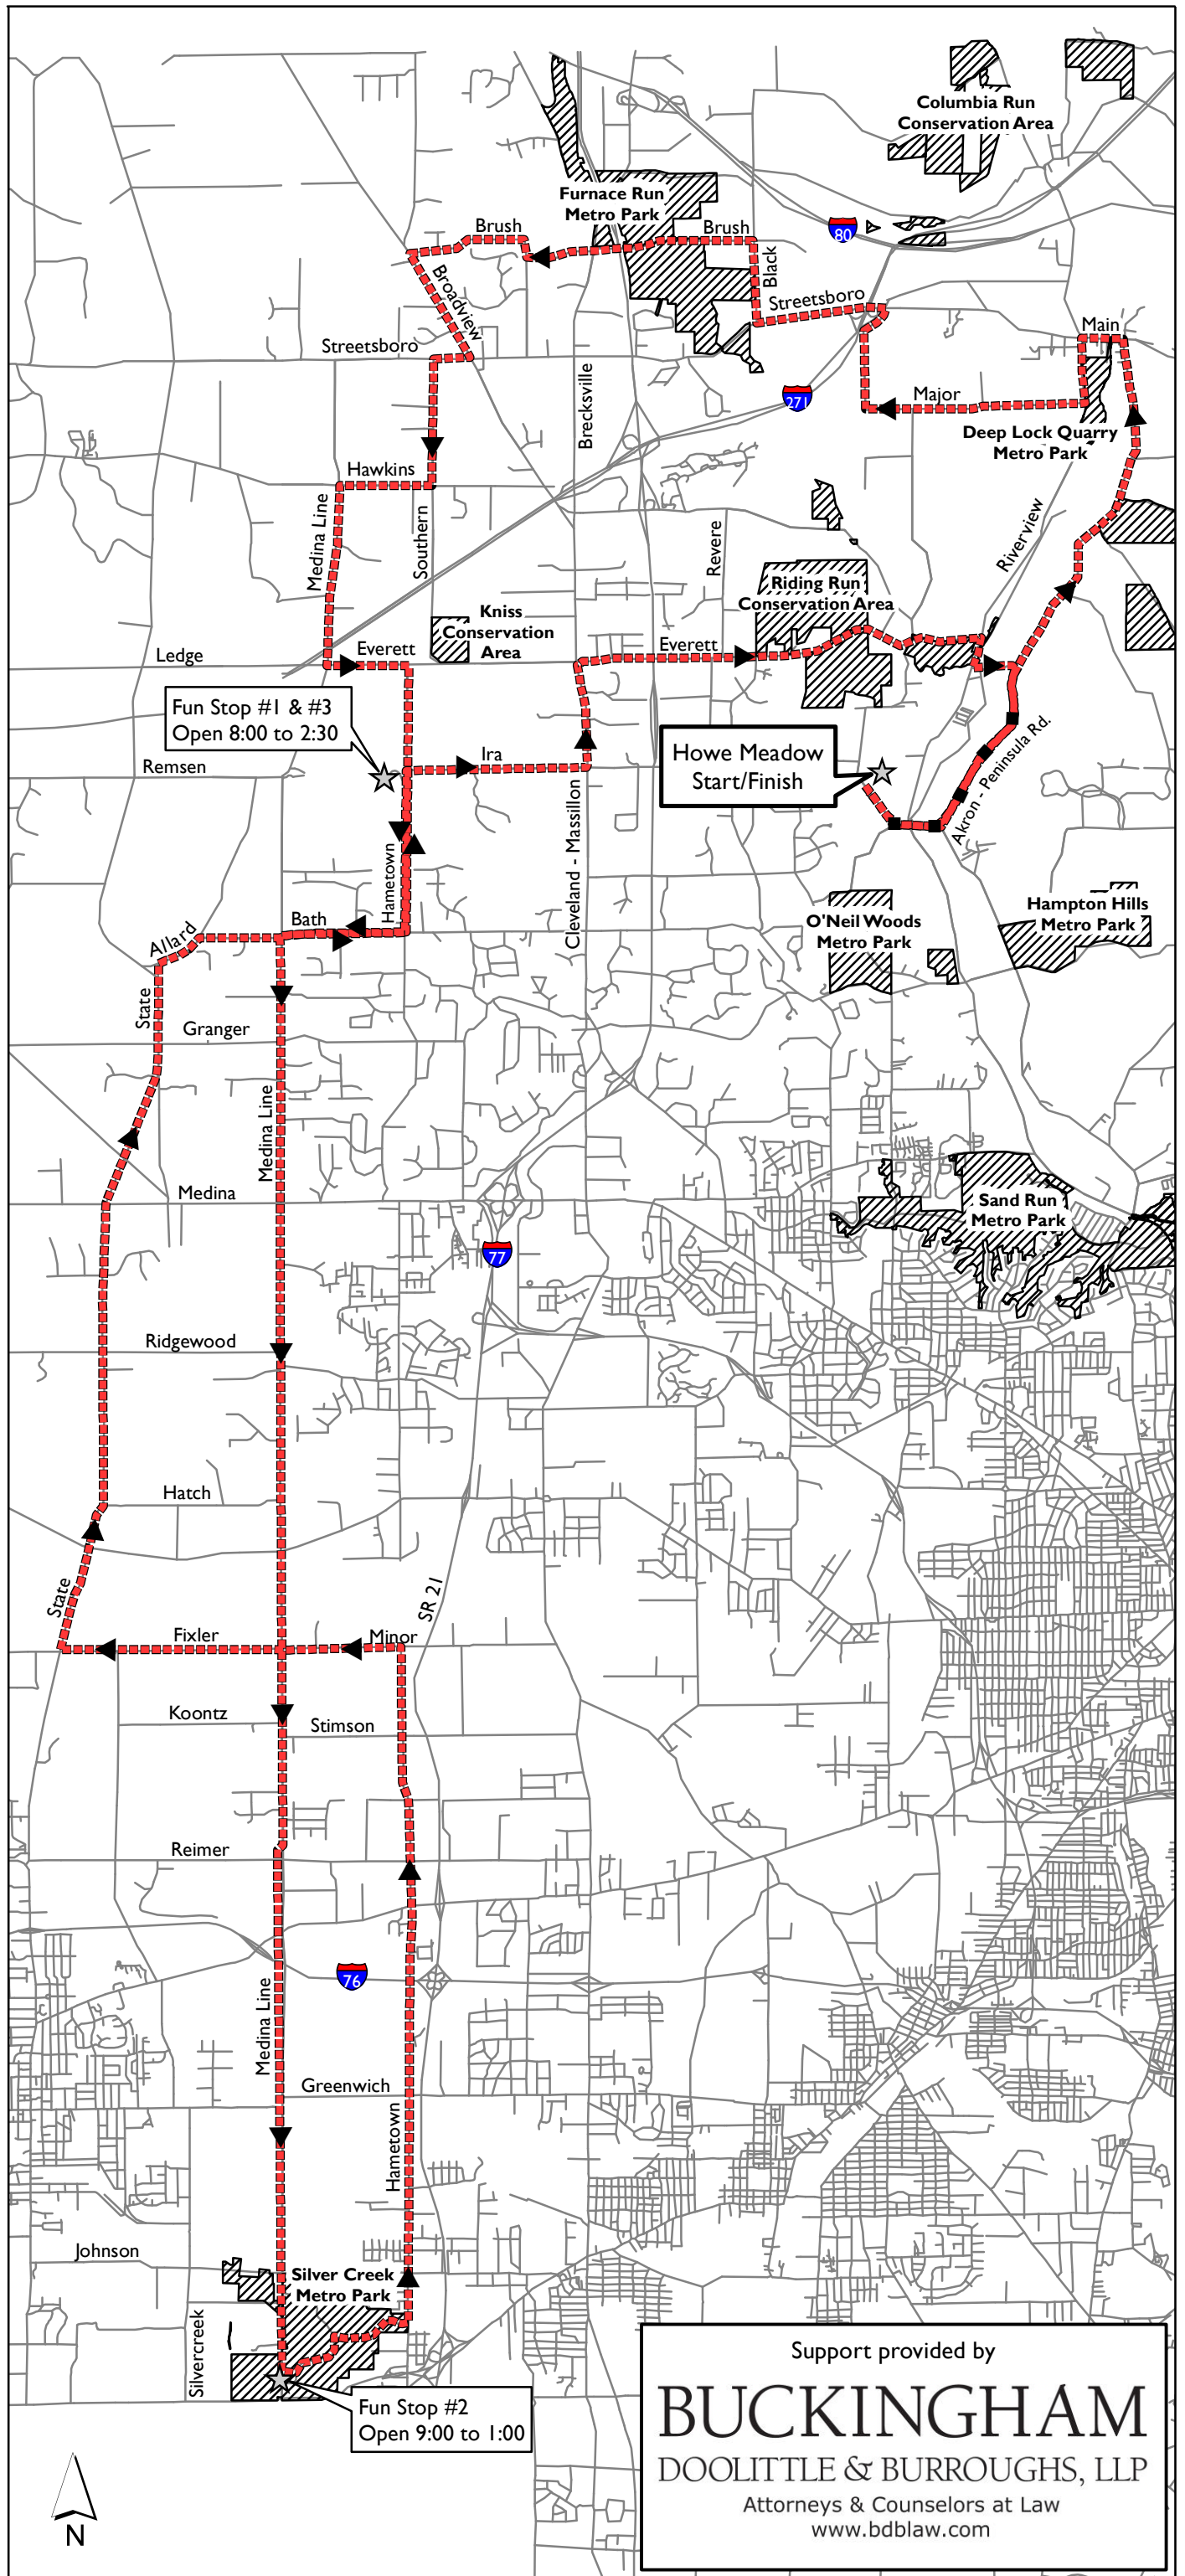 Columbia Run
Conservation Area
Furnace Run
Metro Park
80
Brush
Brush
Black
Broadview
Streetsboro
Streetsboro
Main
Brecksville
271
Major
Deep Lock Quarry
Metro Park
Hawkins
Medina Line
Southern
Revere
Riverview
Riding Run
Conservation Area
Kniss
Conservation
Area
Ledge
Everett
Everett
Fun Stop #1 & #3
Open 8:00 to 2:30
Howe Meadow
Start/Finish
Akron - Peninsula Rd.
Remsen
Ira
Cleveland - Massillon
Hametown
Bath
Allard
O'Neil Woods
Metro Park
Hampton Hills
Metro Park
State
Granger
Medina Line
Medina
Sand Run
Metro Park
77
Ridgewood
Hatch
State
SR 21
Fixler
Minor
Koontz
Stimson
Reimer
76
Medina Line
Greenwich
Hametown
Johnson
Silver Creek
Metro Park
Silvercreek
Fun Stop #2
Open 9:00 to 1:00
N
Support provided by
BUCKINGHAM
DOOLITTLE & BURROUGHS, LLP
Attorneys & Counselors at Law
www.bdblaw.com